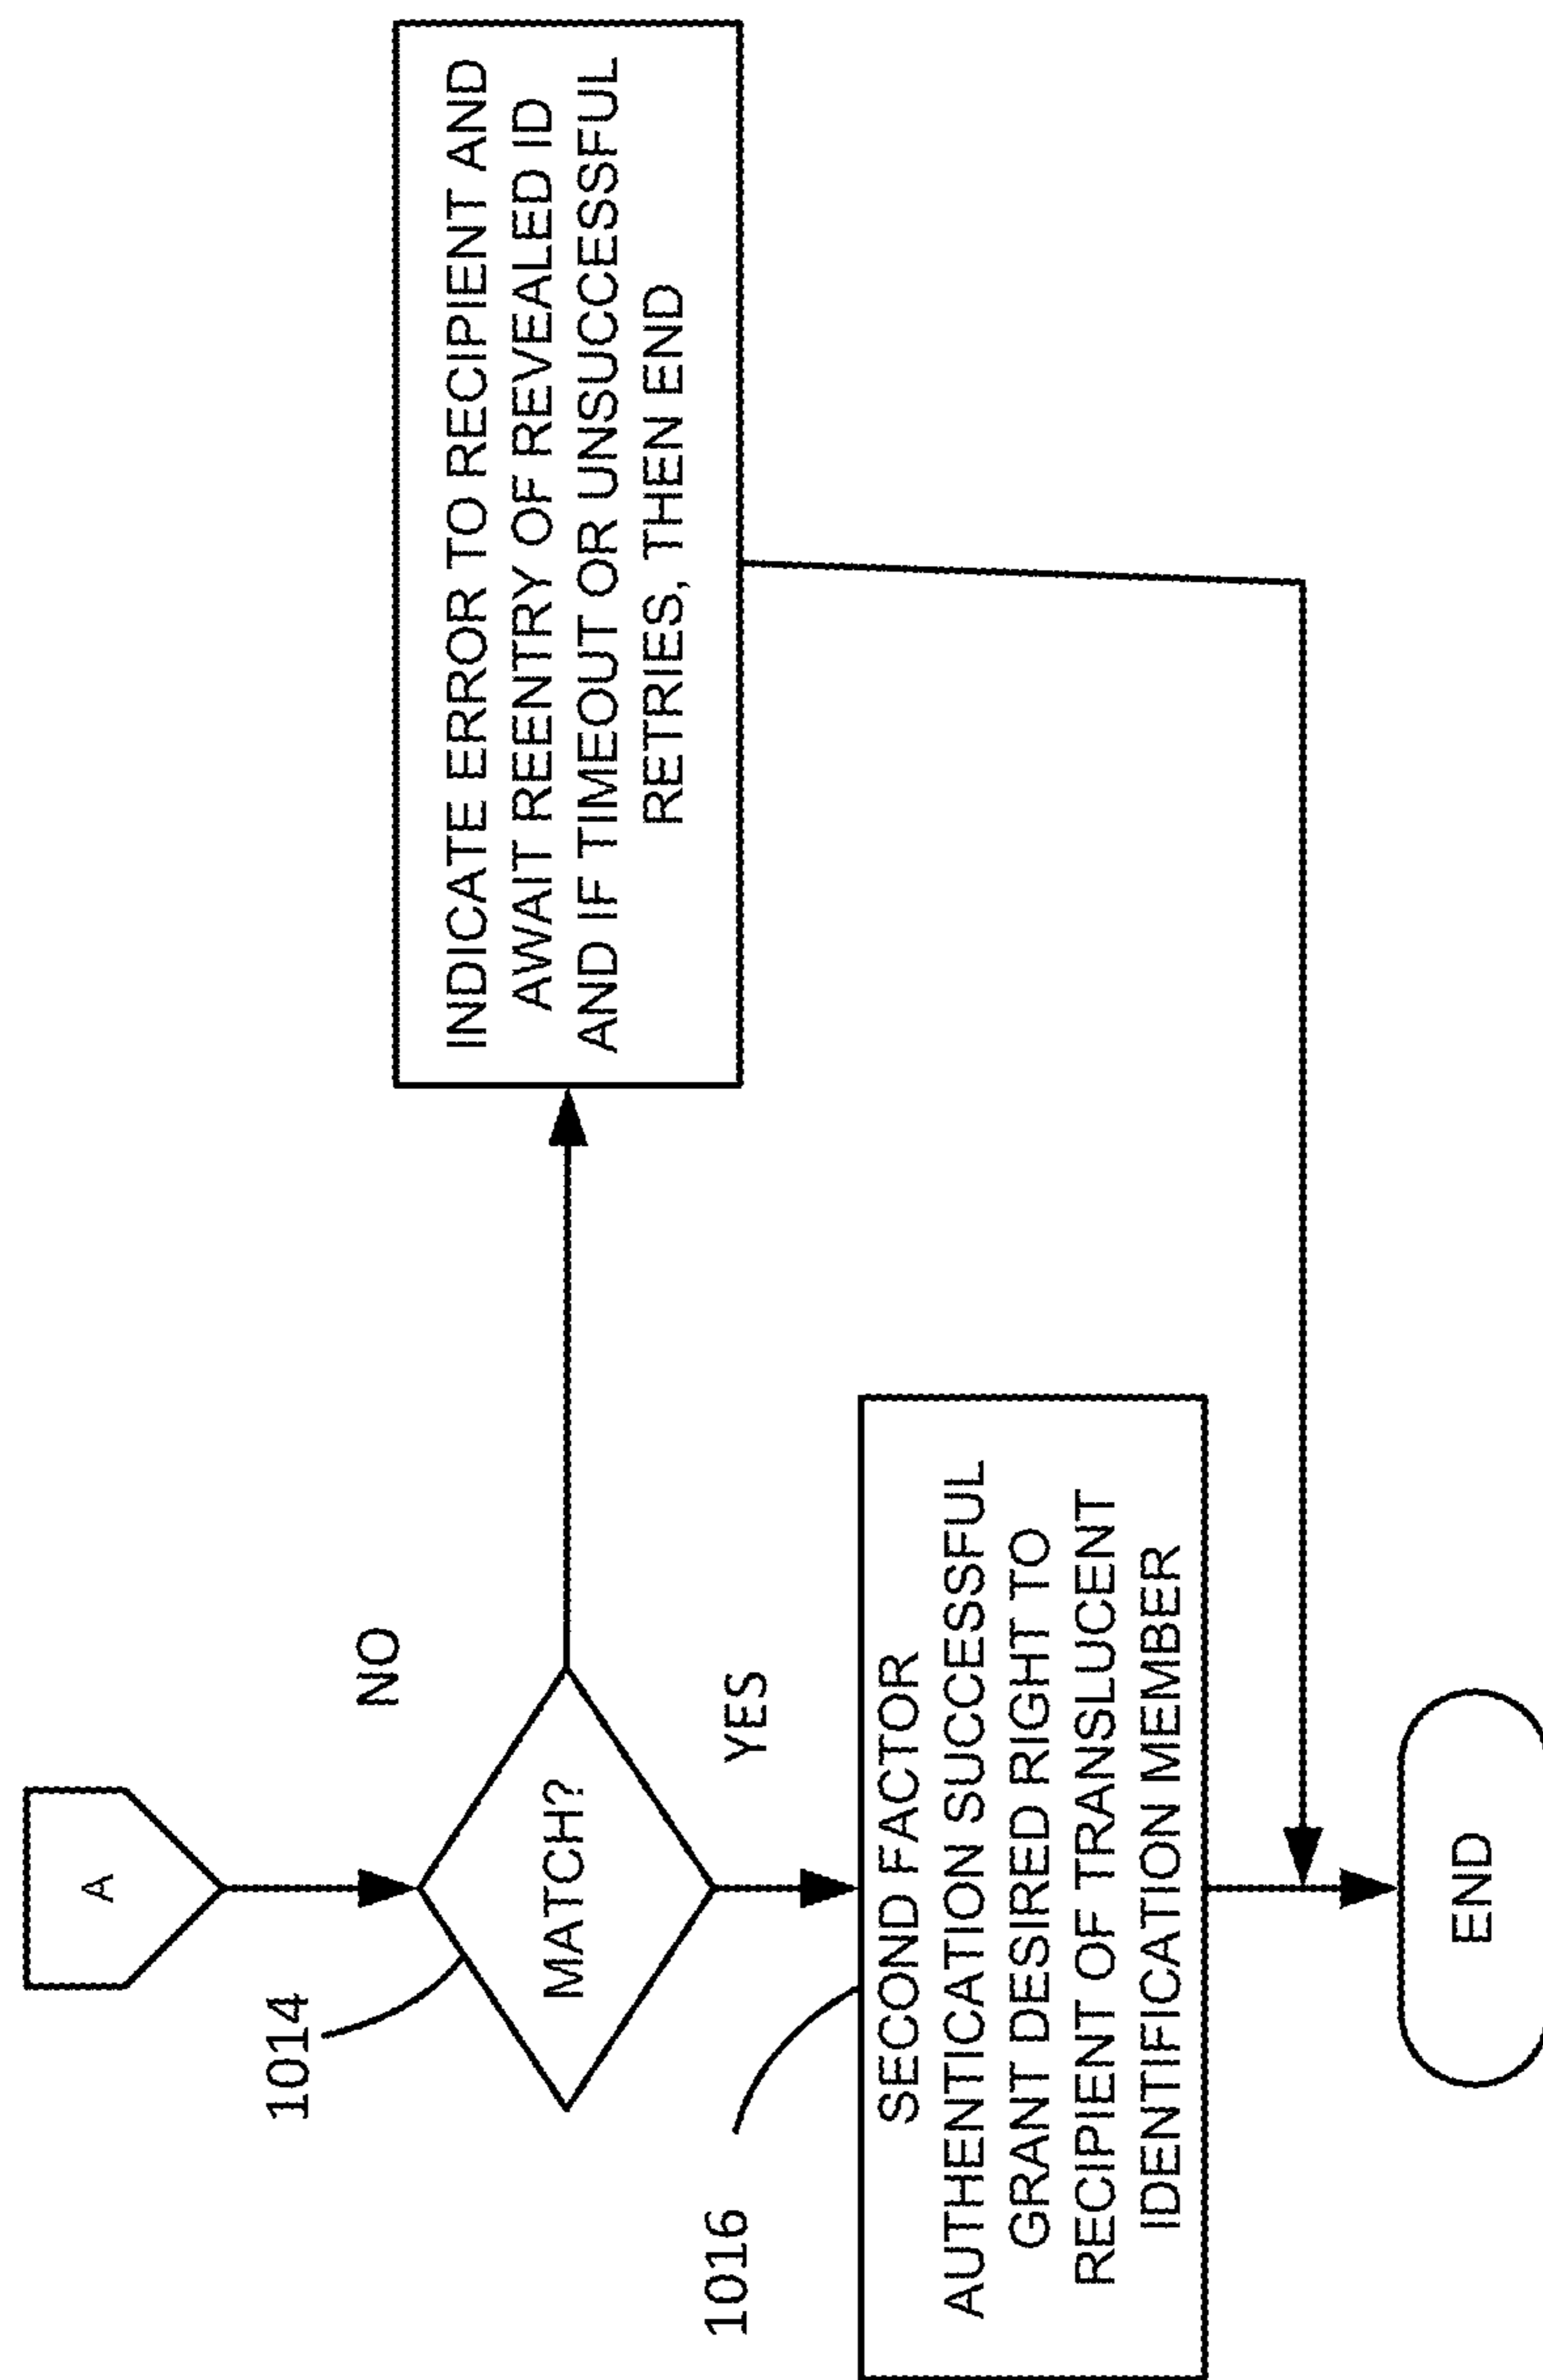 A
1014
MATCH?
NO
INDICATE ERROR TO RECIPIENT AND
AWAIT REENTRY OF REVEALED ID
AND IF TIMEOUT OR UNSUCCESSFUL
RETRIES, THEN END
YES
1016
SECOND FACTOR
AUTHENTICATION SUCCESSFUL
GRANT DESIRED RIGHT TO
RECIPIENT OF TRANSLUCENT
IDENTIFICATION MEMBER
END